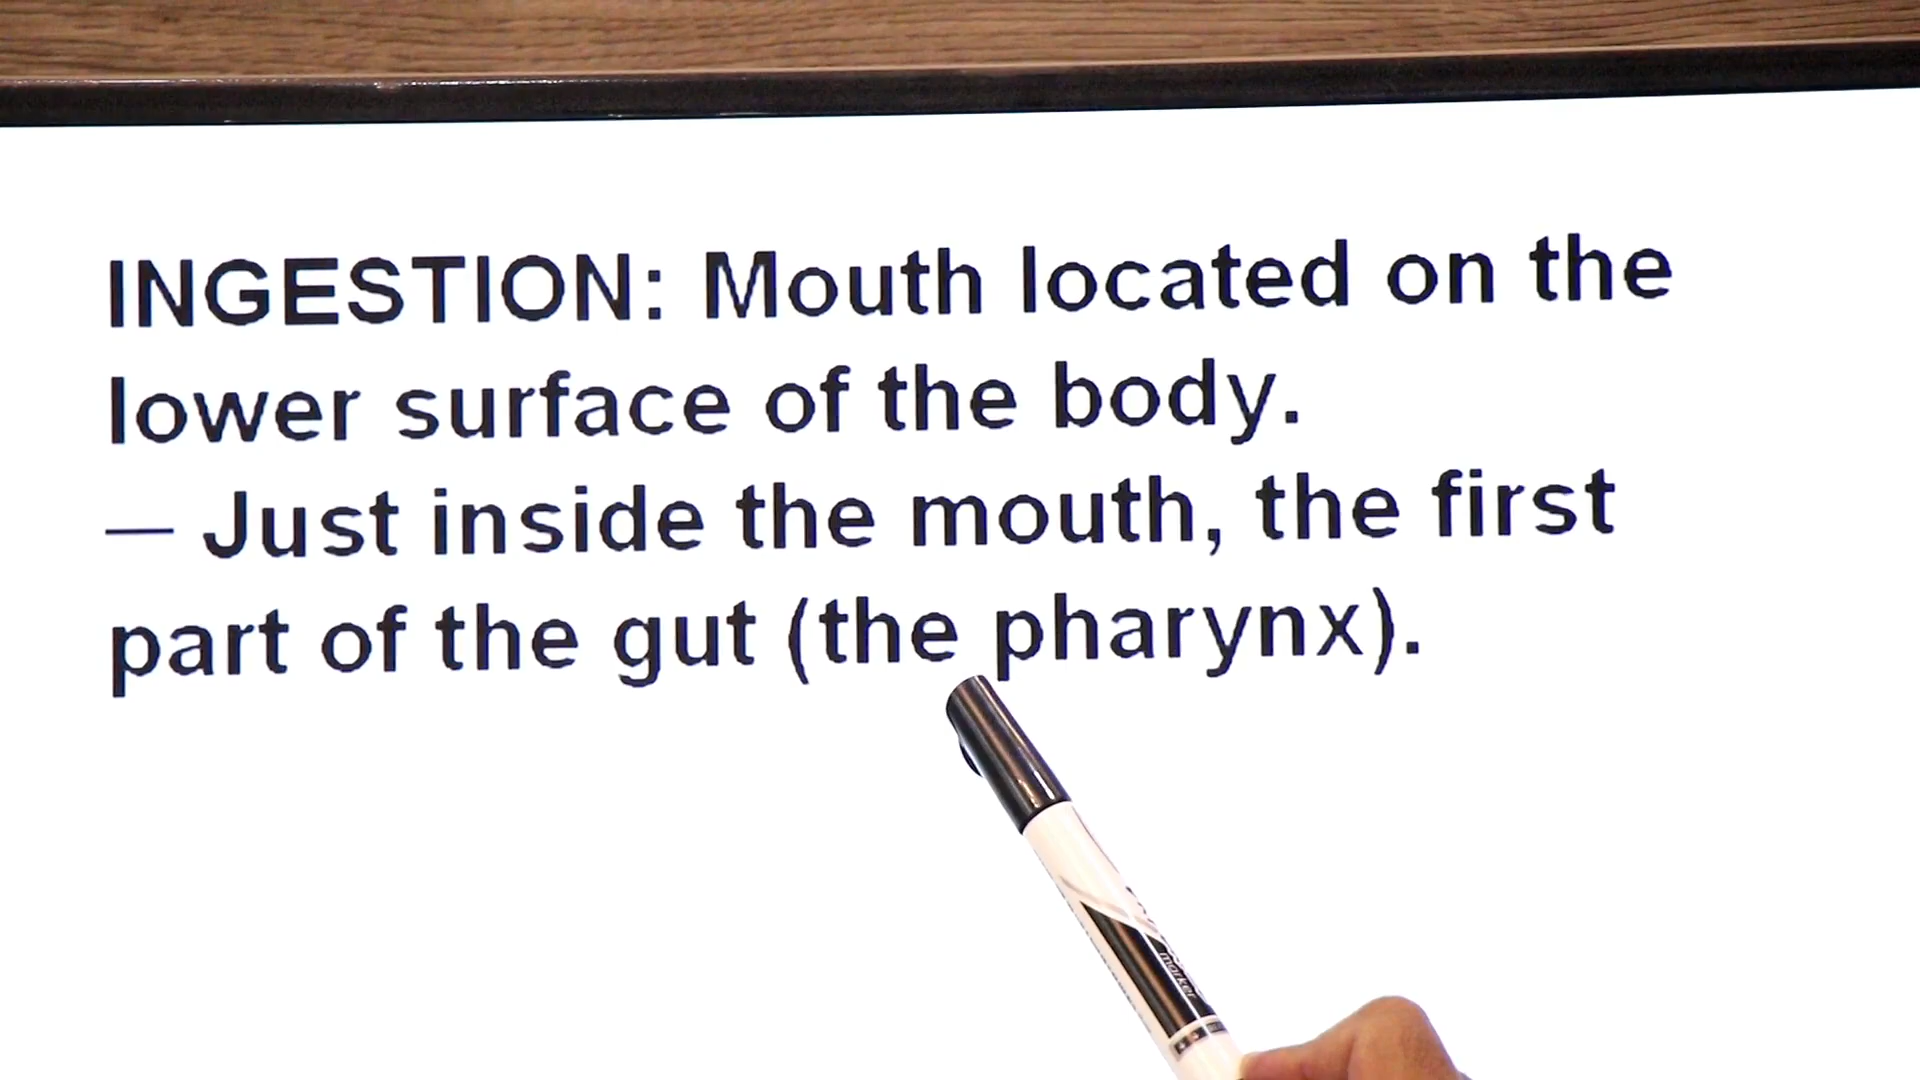 INGESTION: Mouth located on the
lower surface of the body.
— Just inside the mouth, the first
part of the gut (the pharynx).
marker